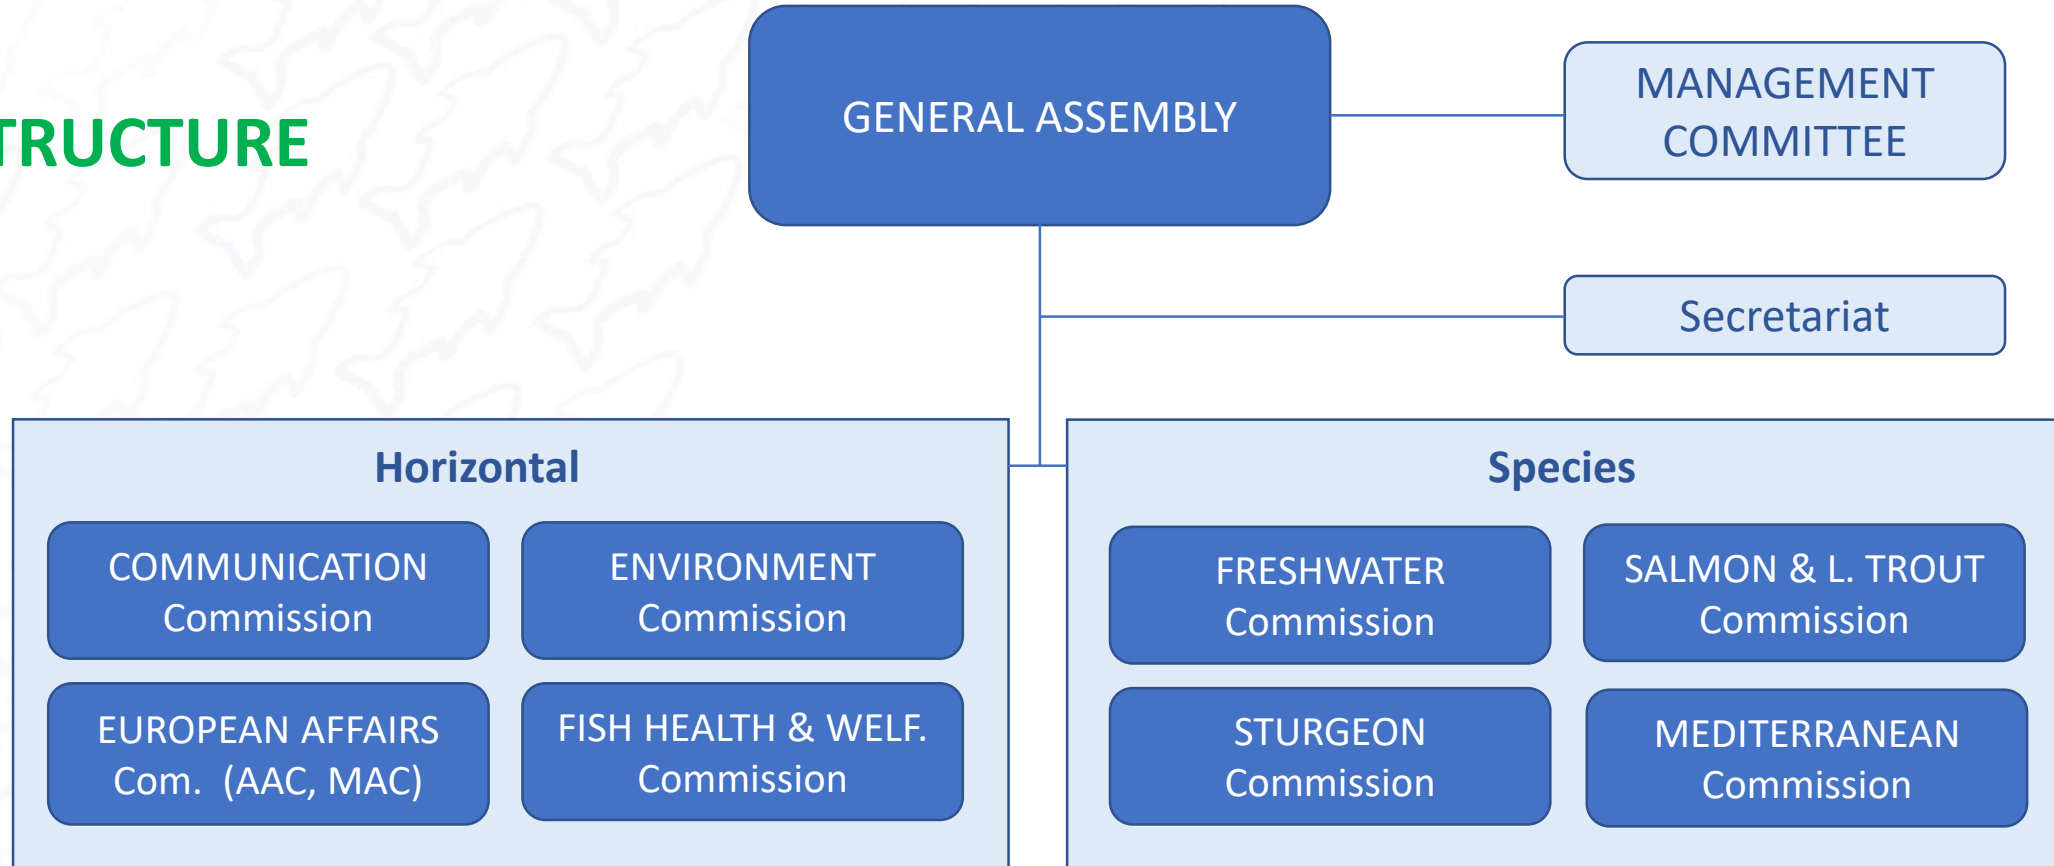 TRUCTURE
GENERAL ASSEMBLY
MANAGEMENT
COMMITTEE
Secretariat
Horizontal
COMMUNICATION
Commission
ENVIRONMENT
Commission
EUROPEAN AFFAIRS
Com.  (AAC, MAC)
FISH HEALTH & WELF.
Commission
Species
FRESHWATER
Commission
SALMON & L. TROUT
Commission
STURGEON
Commission
MEDITERRANEAN
Commission